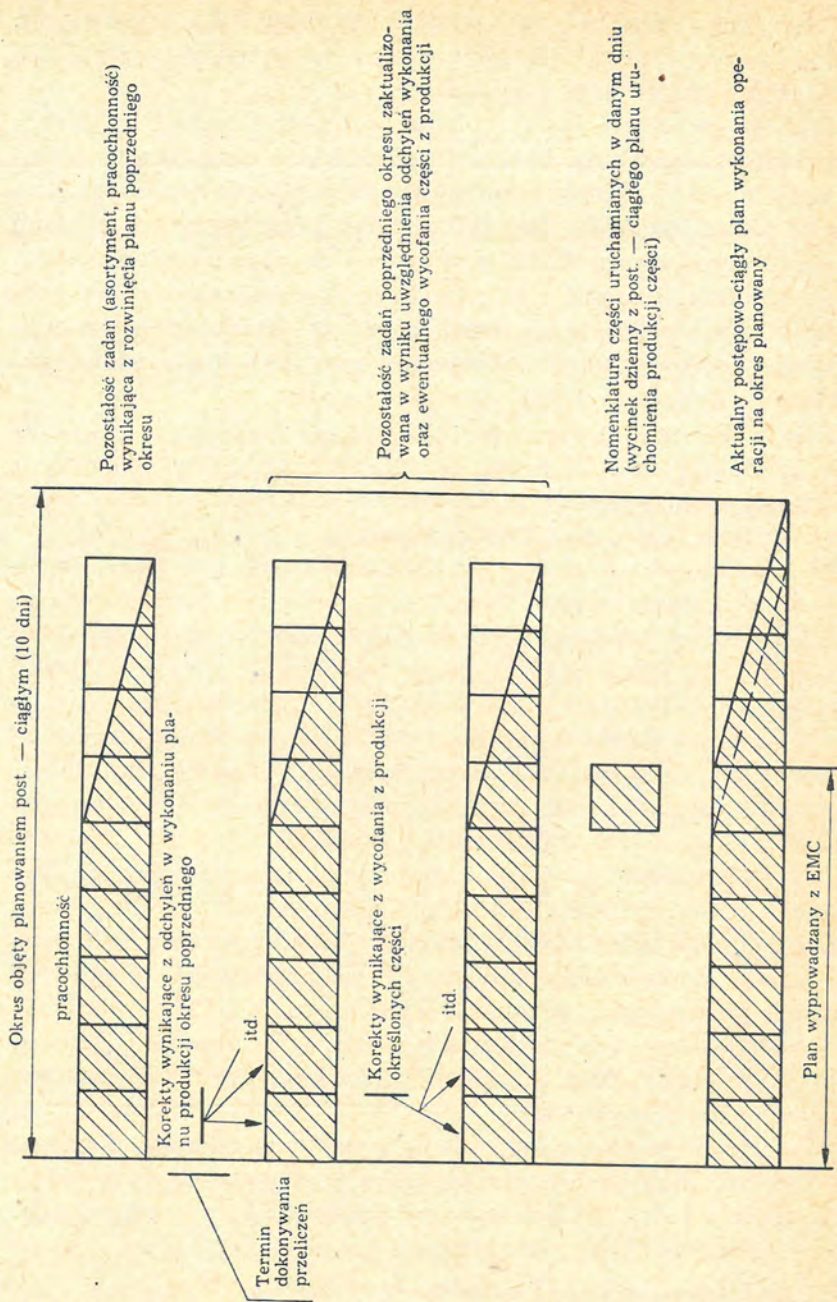 Okrus objęty planowaniem post. — ciągłym (10 dni)
pracochłonność
Pozostałość zadan (asortyment, pracochłonność)
wynikająca z rozwinięcia planu poprzedniego
okresu
Korekty wynikające z odchyleń w wykonaniu pla-
nu produkcji okresu poprzedniego
Termin
dokonywania
przeliczeń
itd.
Pozostałość zadań poprzedniego okresu zaktualizo-
wana w wyniku uwzględnienia odchyleń wykonania
oraz ewentualnego wycofania części z produkcji
Korekty wynikające z wycofania z produkcji
określonych części
itd.
Nomenklatura części uruchamianych w danym dniu
(wycinek dzienny z post. — ciągłego planu uru-
chomienia produkcji części)
Aktualny postępowo-ciągły plan wykonania ope-
racji na okres planowany
Plan wyprowadzany z EMC